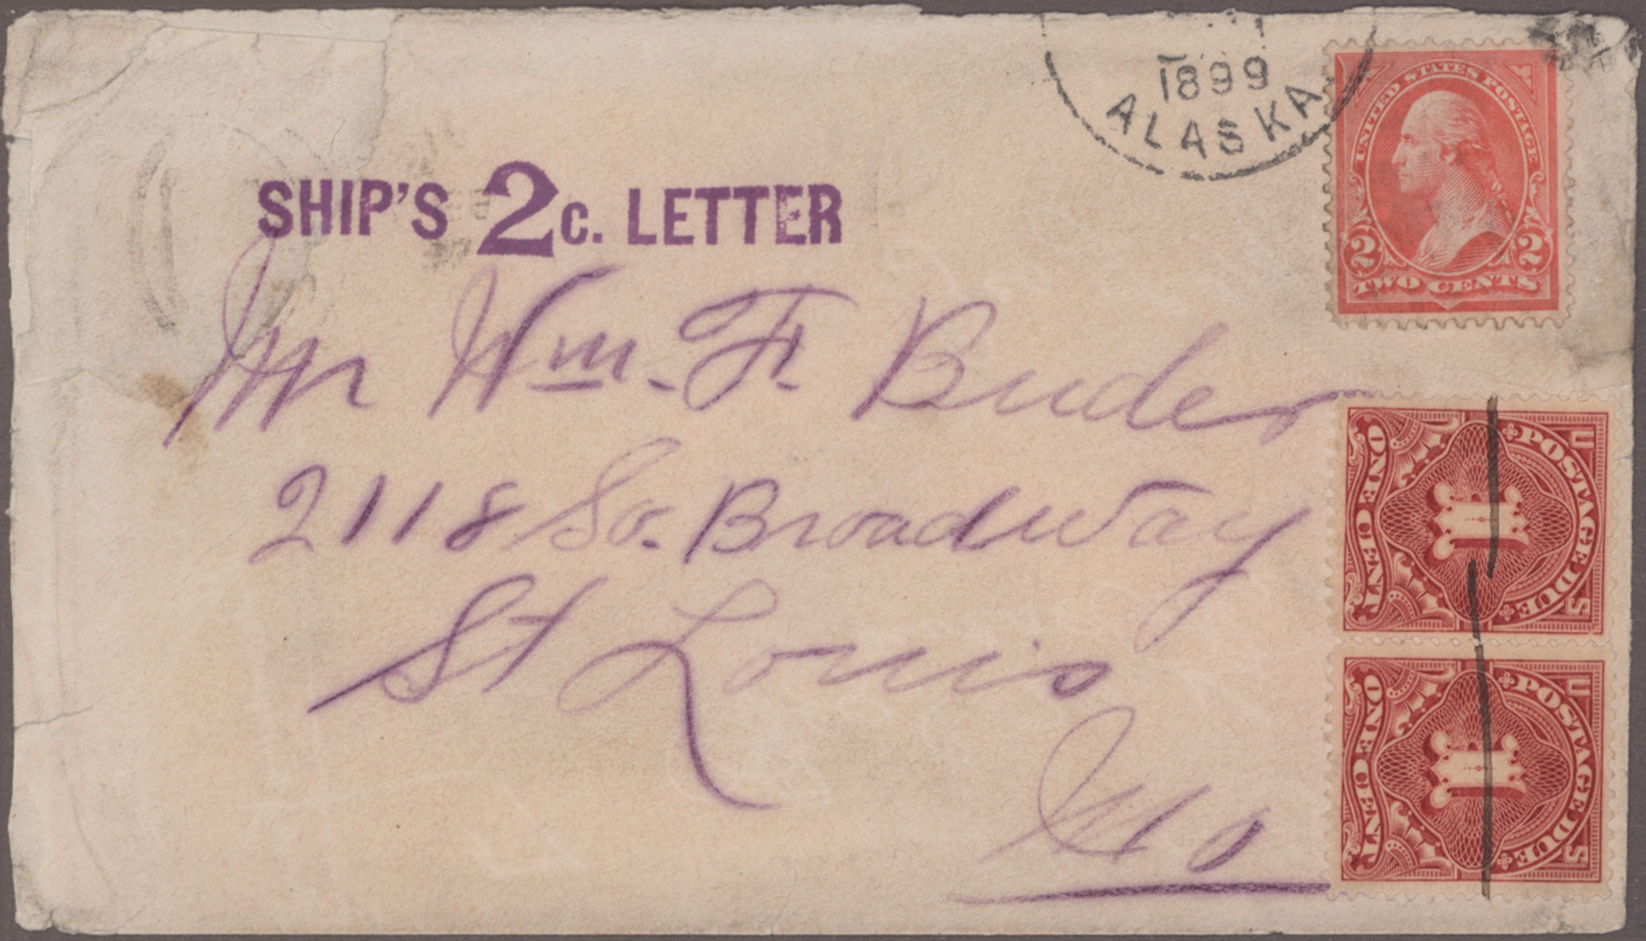 1899
ALASKA
UNITED STATES POSTAGE
2 2
TWO CENTS
SHIP'S 2c. LETTER
Mr Wm. F. Buder
2118 So. Broadway
St Louis
Mo
U S
POSTAGE DUE
1
ONE CENT
U S
POSTAGE DUE
1
ONE CENT